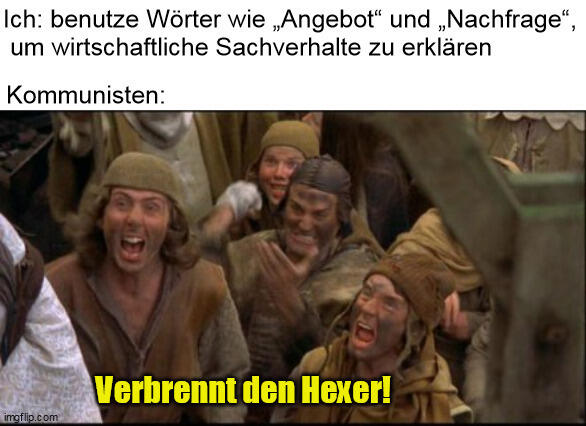 Ich: benutze Wörter wie „Angebot“ und „Nachfrage“,
um wirtschaftliche Sachverhalte zu erklären
Kommunisten:
Verbrennt den Hexer!
imgflip.com